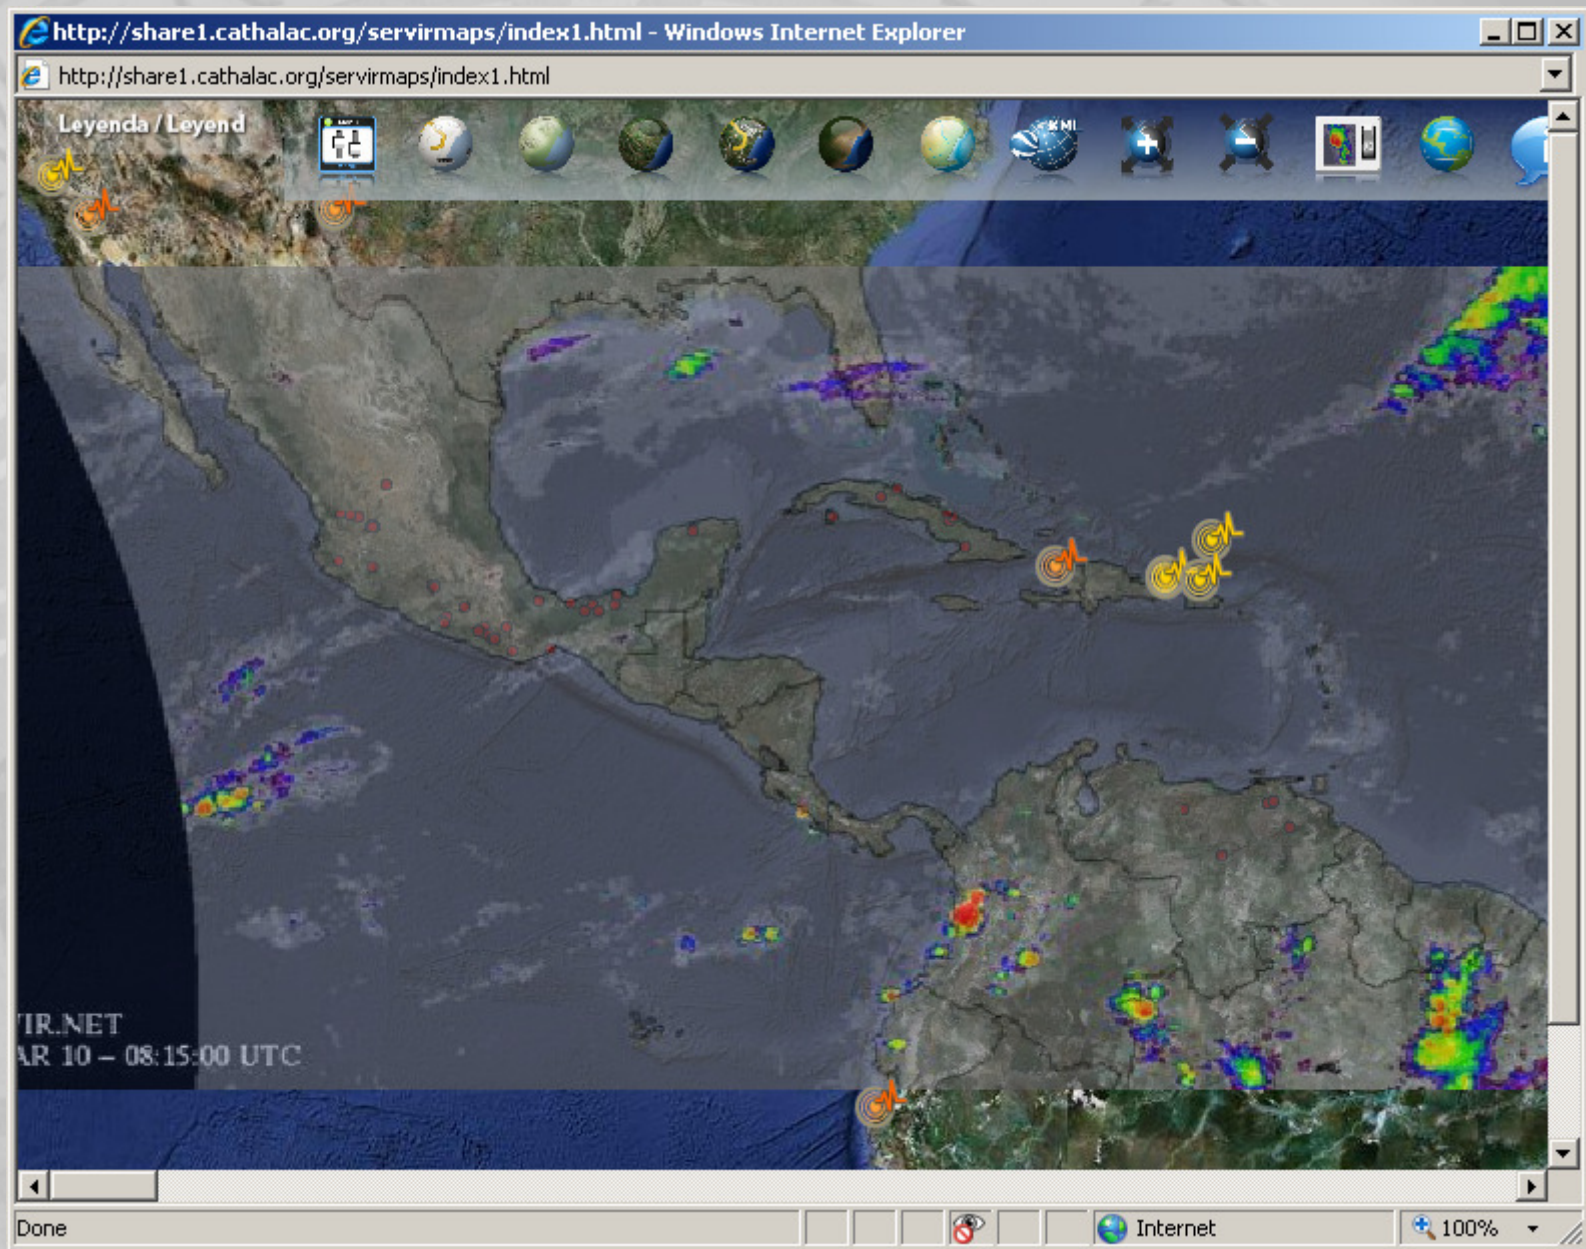 http://share1.cathalac.org/servirmaps/index1.html - Windows Internet Explorer
http://share1.cathalac.org/servirmaps/index1.html
Leyenda / Leyend
KML
IR.NET
AR 10 – 08:15:00 UTC
Done
Internet
100%